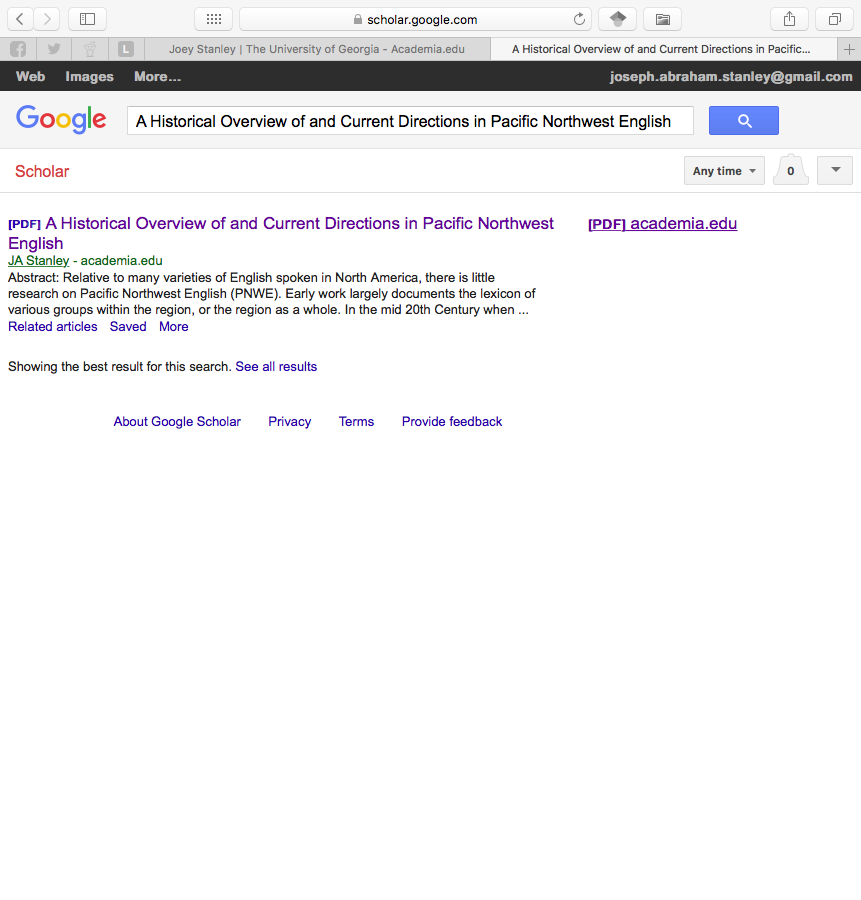 scholar.google.com
L
Joey Stanley | The University of Georgia - Academia.edu
A Historical Overview of and Current Directions in Pacific...
Web Images More... joseph.abraham.stanley@gmail.com
Google
A Historical Overview of and Current Directions in Pacific Northwest English
Scholar
Any time
0
[PDF] A Historical Overview of and Current Directions in Pacific Northwest
English
[PDF] academia.edu
JA Stanley - academia.edu
Abstract: Relative to many varieties of English spoken in North America, there is little
research on Pacific Northwest English (PNWE). Early work largely documents the lexicon of
various groups within the region, or the region as a whole. In the mid 20th Century when ...
Related articles Saved More
Showing the best result for this search. See all results
About Google Scholar Privacy Terms Provide feedback